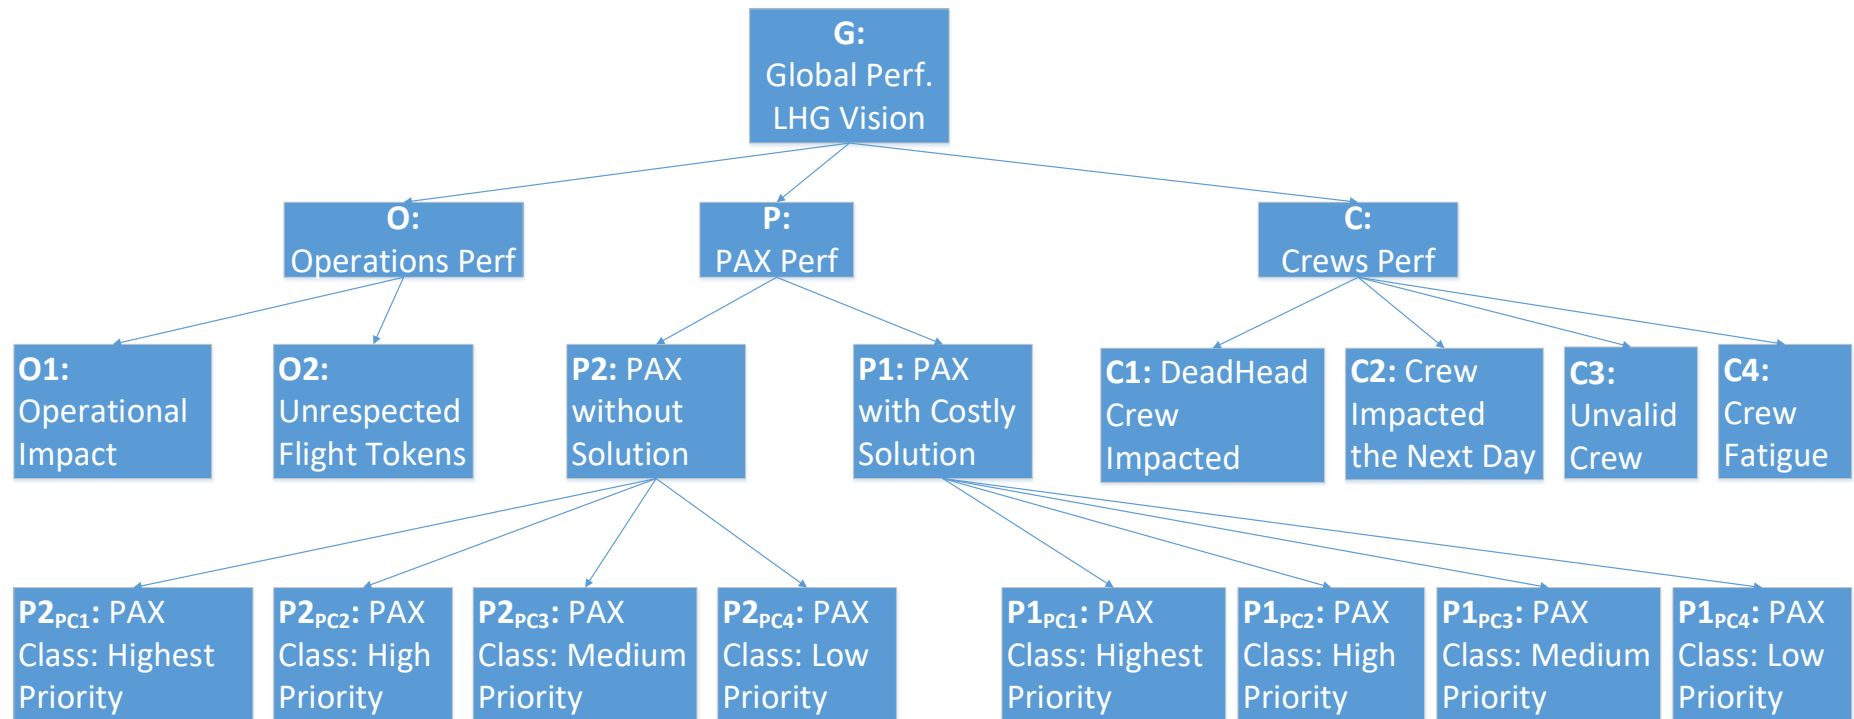 G:
Global Perf.
LHG Vision
O:
Operations Perf
P:
PAX Perf
C:
Crews Perf
O1:
Operational
Impact
O2:
Unrespected
Flight Tokens
P2: PAX
without
Solution
P1: PAX
with Costly
Solution
C1: DeadHead
Crew
Impacted
C2: Crew
Impacted
the Next Day
C3:
Unvalid
Crew
C4:
Crew
Fatigue
P2PC1: PAX
Class: Highest
Priority
P2PC2: PAX
Class: High
Priority
P2PC3: PAX
Class: Medium
Priority
P2PC4: PAX
Class: Low
Priority
P1PC1: PAX
Class: Highest
Priority
P1PC2: PAX
Class: High
Priority
P1PC3: PAX
Class: Medium
Priority
P1PC4: PAX
Class: Low
Priority